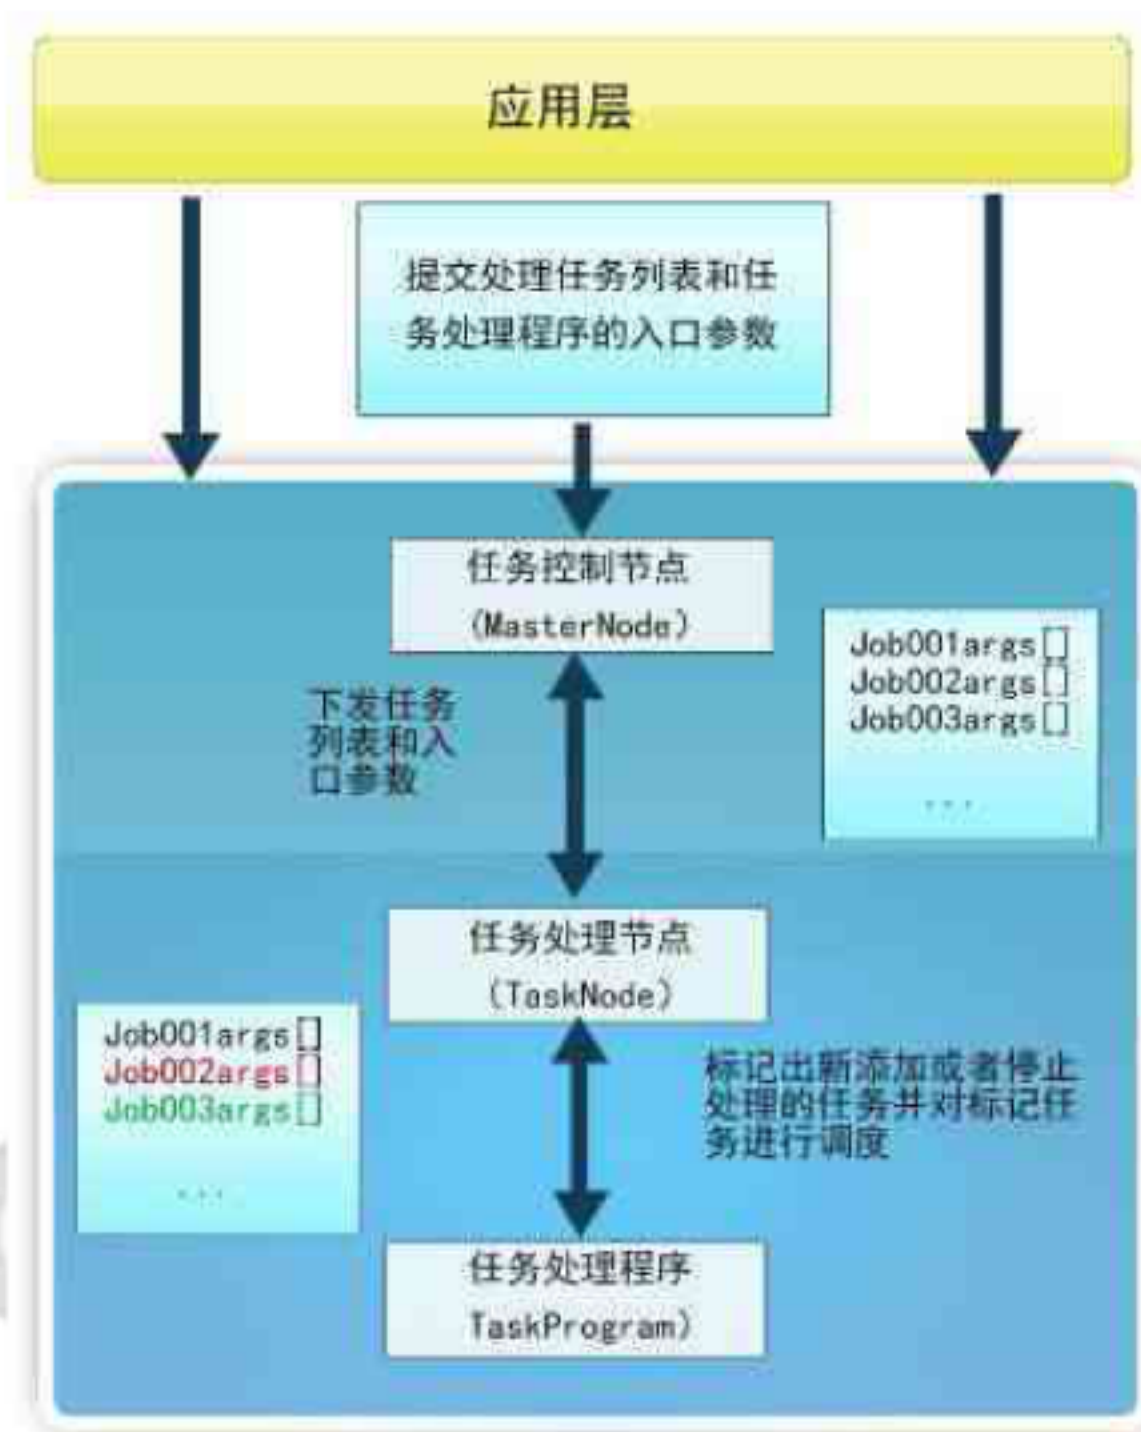 应用层
提交处理任务列表和任
务处理程序的入口参数
任务控制节点
(MasterNode)
Job001args[]
Job002args[]
Job003args[]
...
下发任务
列表和入
口参数
任务处理节点
(TaskNode)
Job001args[]
Job002args[]
Job003args[]
...
标记出新添加或者停止
处理的任务并对标记任
务进行调度
任务处理程序
TaskProgram)